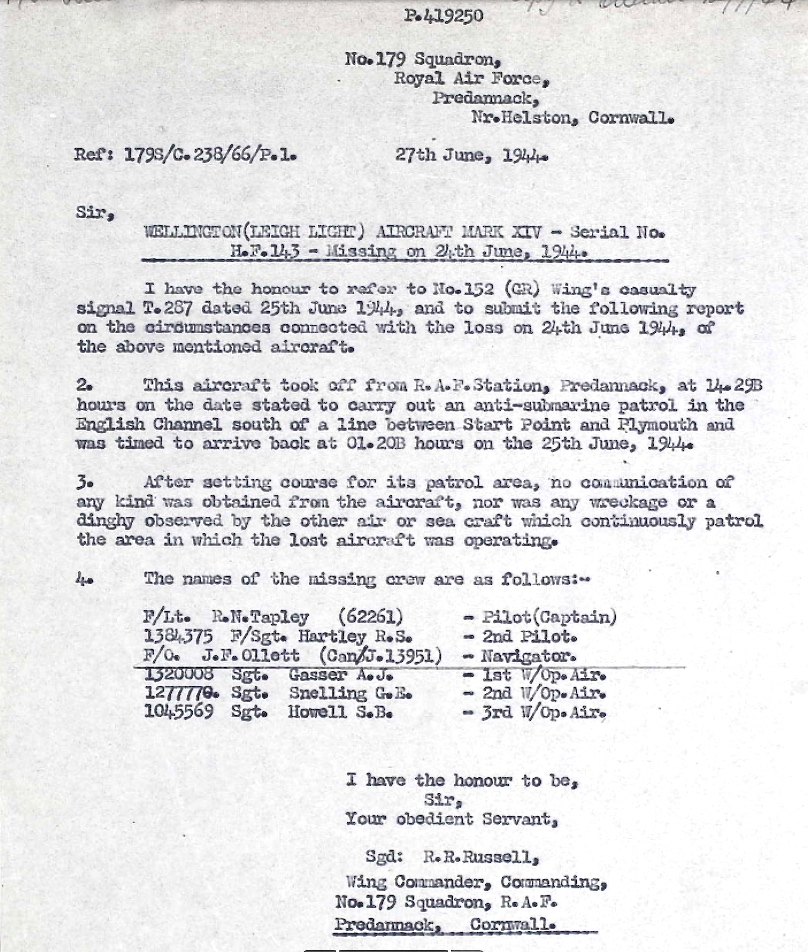 P.419250
No.179 Squadron,
Royal Air Force,
Predannack,
Nr.Helston, Cornwall.
Ref: 179S/C.238/66/P.1. 27th June, 1944.
Sir,
WELLINGTON(LEIGH LIGHT) AIRCRAFT MARK XIV - Serial No.
H.F.143 - Missing on 24th June, 1944.
I have the honour to refer to No.152 (GR) Wing's casualty
signal T.287 dated 25th June 1944, and to submit the following report
on the circumstances connected with the loss on 24th June 1944, of
the above mentioned aircraft.
2. This aircraft took off from R.A.F.Station, Predannack, at 14.29B
hours on the date stated to carry out an anti-submarine patrol in the
English Channel south of a line between Start Point and Plymouth and
was timed to arrive back at 01.20B hours on the 25th June, 1944.
3. After setting course for its patrol area, no communication of
any kind was obtained from the aircraft, nor was any wreckage or a
dinghy observed by the other air or sea craft which continuously patrol
the area in which the lost aircraft was operating.
4. The names of the missing crew are as follows:-
F/Lt. R.N.Tapley (62261) - Pilot(Captain)
1384375 F/Sgt. Hartley R.S. - 2nd Pilot.
F/O. J.F.Ollett (Can/J.13951) - Navigator.
1320008 Sgt. Gasser A.J. - 1st W/Op.Air.
1277770. Sgt. Snelling G.E. - 2nd W/Op.Air.
1045569 Sgt. Howell S.B. - 3rd W/Op.Air.
I have the honour to be,
Sir,
Your obedient Servant,
Sgd: R.R.Russell,
Wing Commander, Commanding,
No.179 Squadron, R.A.F.
Predannack, Cornwall.